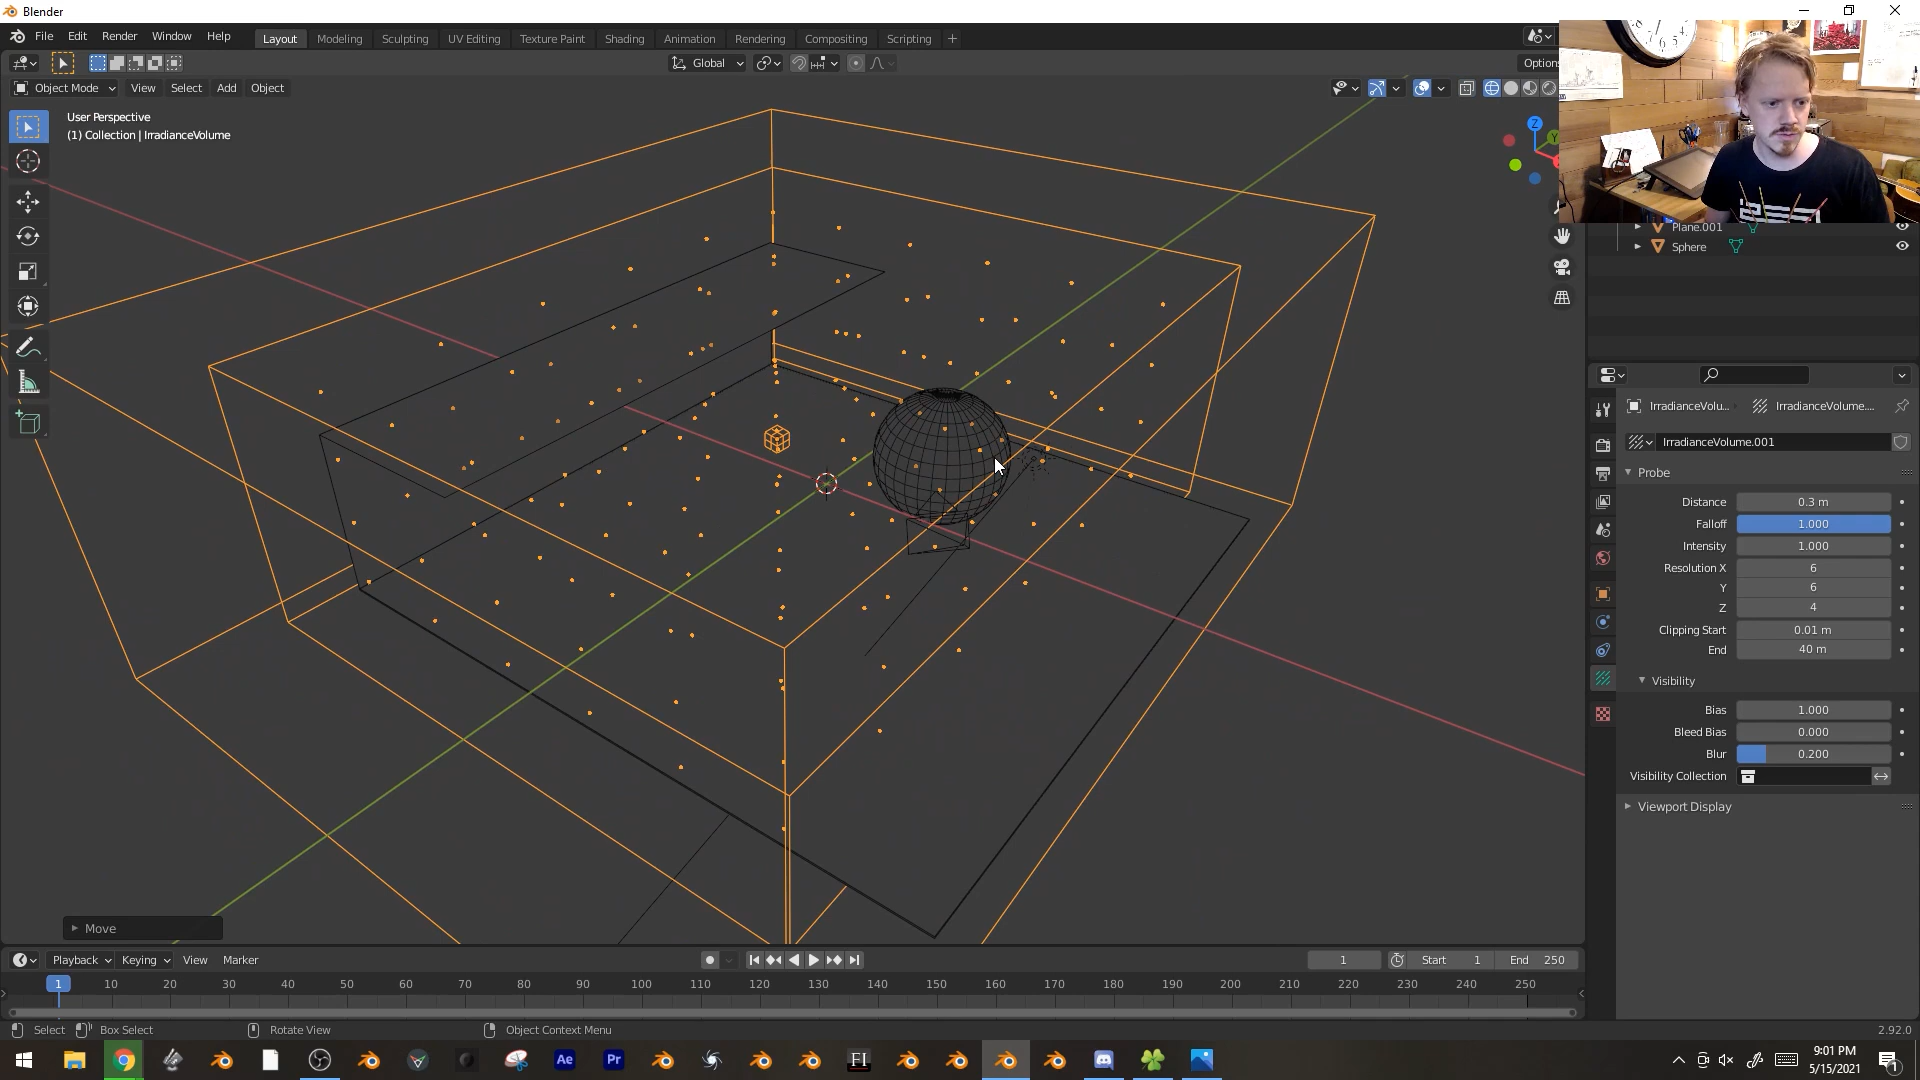 Blender
File Edit Render Window Help Layout Modeling Sculpting UV Editing Texture Paint Shading Animation Rendering Compositing Scripting +
Global Options
Object Mode View Select Add Object
User Perspective
(1) Collection | IrradianceVolume
Z
Y
Plane.001
Sphere
IrradianceVolu... IrradianceVolume....
IrradianceVolume.001
Probe
Distance 0.3 m
Falloff 1.000
Intensity 1.000
Resolution X 6
Y 6
Z 4
Clipping Start 0.01 m
End 40 m
Visibility
Bias 1.000
Bleed Bias 0.000
Blur 0.200
Visibility Collection
Viewport Display
Move
Playback Keying View Marker 1 Start 1 End 250
1 10 20 30 40 50 60 70 80 90 100 110 120 130 140 150 160 170 180 190 200 210 220 230 240 250
Select Box Select Rotate View Object Context Menu 2.92.0
Ae Pr FI
9:01 PM
5/15/2021
1